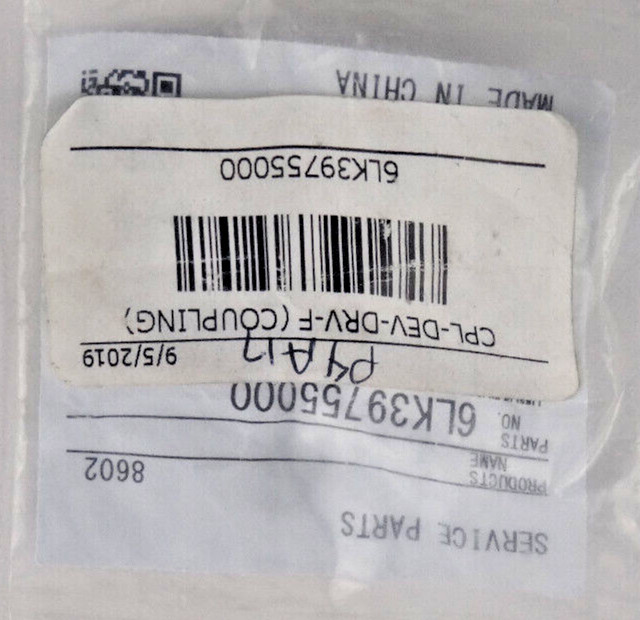 SERVICE PARTS
PRODUCTS NAME 8602
PARTS NO. 6LK39755000
9/5/2019
P4A17
CPL-DEV-DRV-F (COUPLING)
6LK39755000
MADE IN CHINA